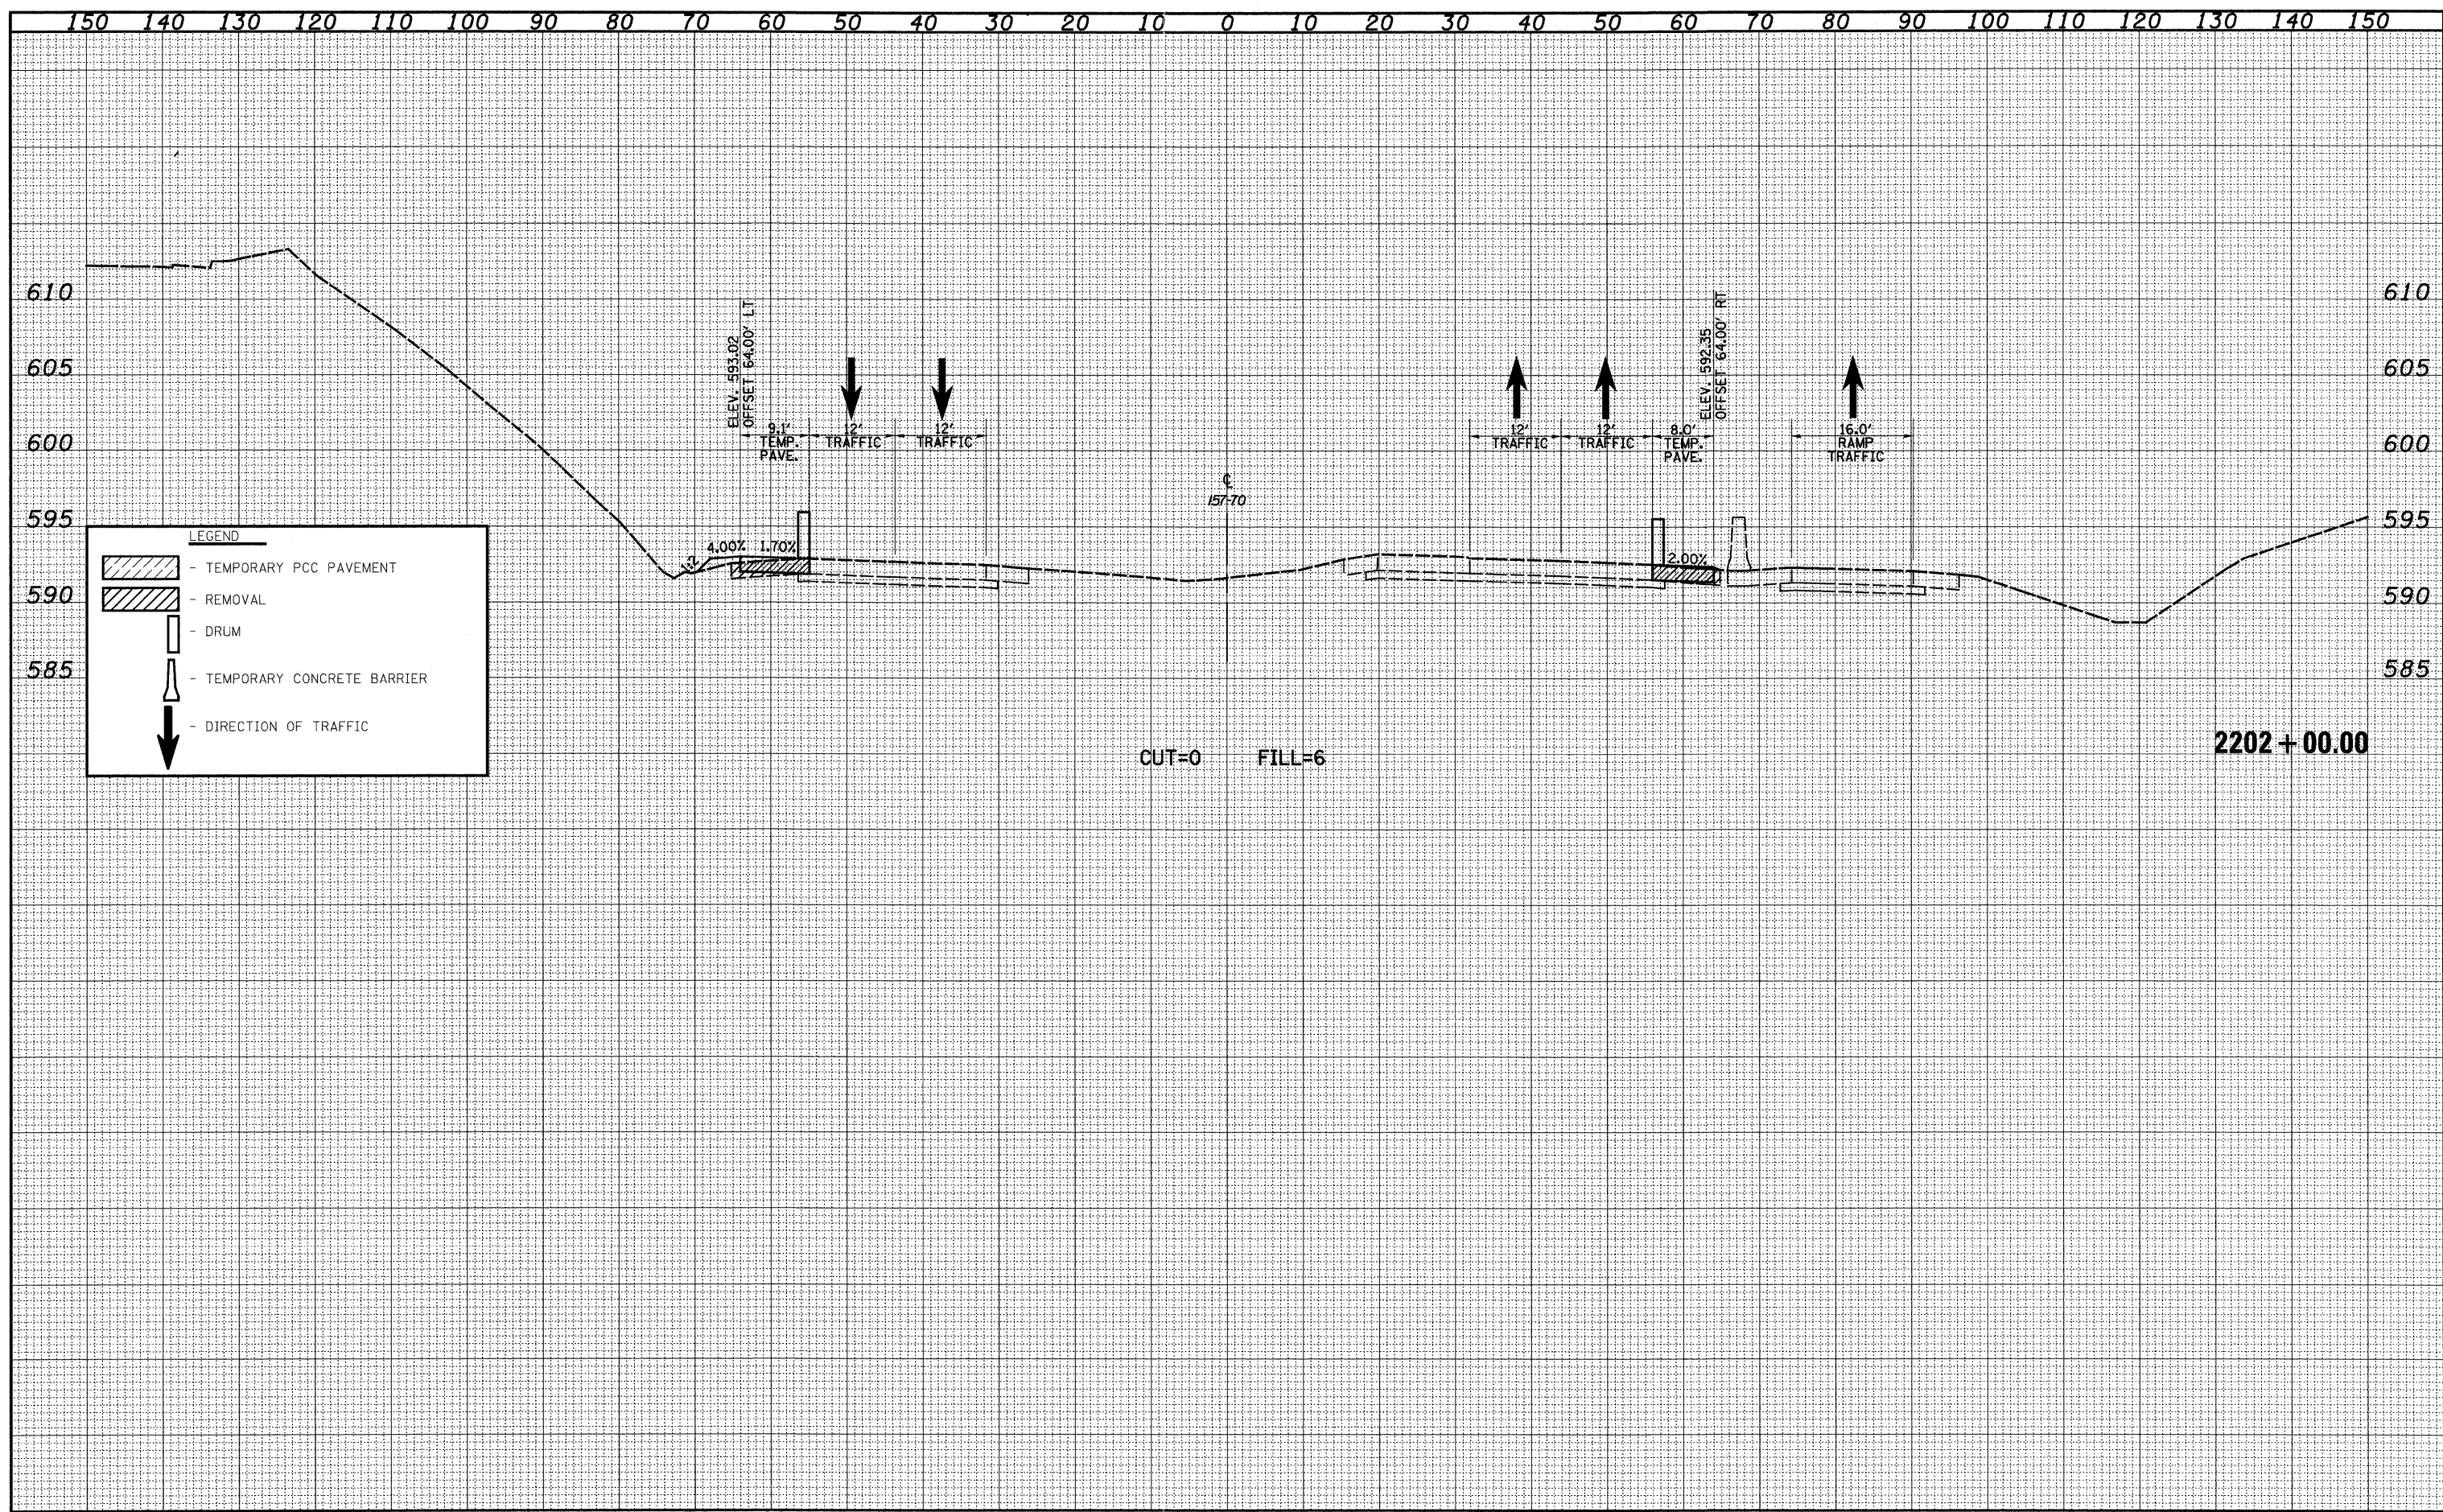 150 140 130 120 110 100 90 80 70 60 50 40 30 20 10 0 10 20 30 40 50 60 70 80 90 100 110 120 130 140 150
610 610
605 605
600 600
595 595
590 590
585 585
ELEV. 593.02
OFFSET 64.00' LT
9.1'
TEMP.
PAVE.
12'
TRAFFIC
12'
TRAFFIC
4.00% 1.70%
℄
157-70
12'
TRAFFIC
12'
TRAFFIC
8.0'
TEMP.
PAVE.
ELEV. 592.35
OFFSET 64.00' RT
2.00%
16.0'
RAMP
TRAFFIC
LEGEND
- TEMPORARY PCC PAVEMENT
- REMOVAL
- DRUM
- TEMPORARY CONCRETE BARRIER
- DIRECTION OF TRAFFIC
CUT=0 FILL=6
2202+00.00